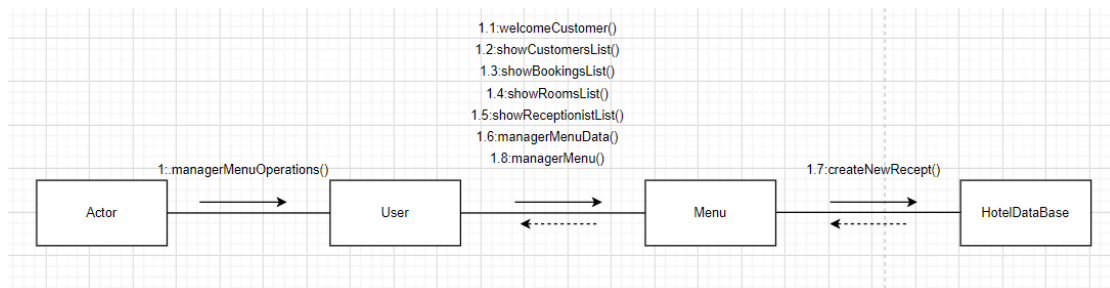 1.1:welcomeCustomer()
1.2:showCustomersList()
1.3:showBookingsList()
1.4:showRoomsList()
1.5:showReceptionistList()
1.6:managerMenuData()
1.8:managerMenu()
1:.managerMenuOperations()
1.7:createNewRecept()
Actor
User
Menu
HotelDataBase